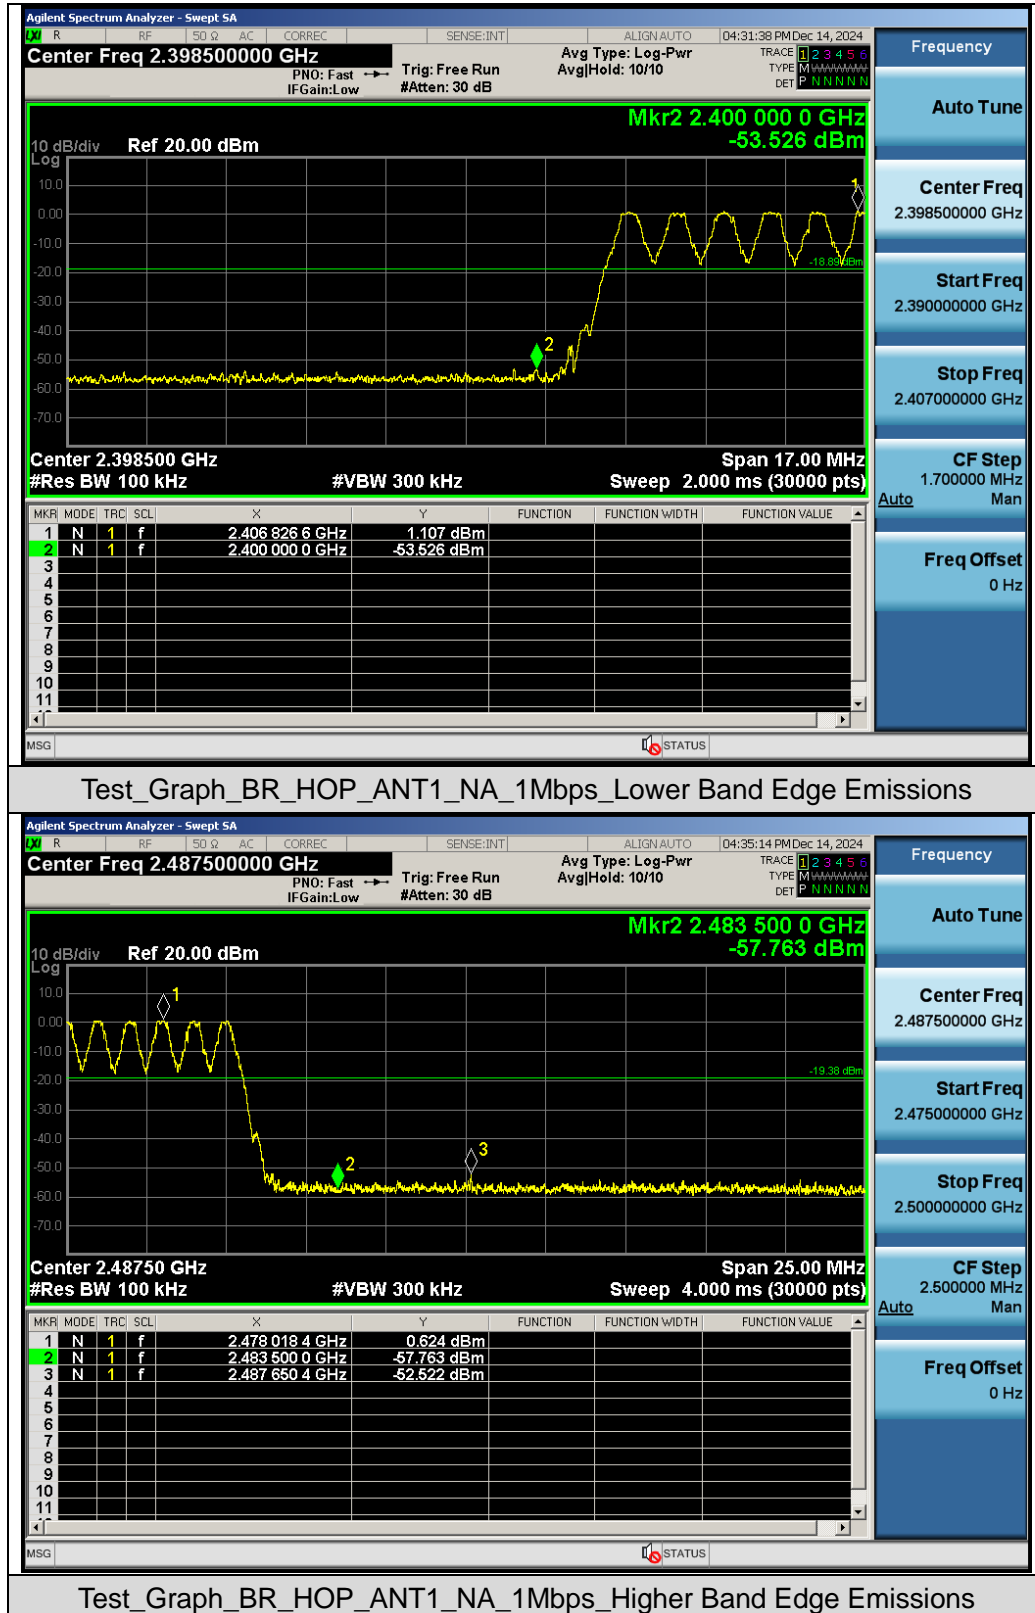 Agilent Spectrum Analyzer - Swept SA
LXI R RF 50 Ω AC CORREC SENSE:INT ALIGN AUTO 04:31:38 PM Dec 14, 2024
Center Freq 2.398500000 GHz
PNO: Fast
IFGain:Low
Trig: Free Run
#Atten: 30 dB
Avg Type: Log-Pwr
Avg|Hold: 10/10
TRACE 1 2 3 4 5 6
TYPE M W W W W W
DET P N N N N N
Frequency
Mkr2 2.400 000 0 GHz
-53.526 dBm
10 dB/div
Log
Ref 20.00 dBm
10.0
0.00
-10.0
-20.0
-30.0
-40.0
-50.0
-60.0
-70.0
1
2
-18.89 dBm
Center 2.398500 GHz
Span 17.00 MHz
#Res BW 100 kHz
#VBW 300 kHz
Sweep 2.000 ms (30000 pts)
Auto Tune
Center Freq
2.398500000 GHz
Start Freq
2.390000000 GHz
Stop Freq
2.407000000 GHz
CF Step
1.700000 MHz
Auto Man
Freq Offset
0 Hz
MKR MODE TRC SCL X Y FUNCTION FUNCTION WIDTH FUNCTION VALUE
1 N 1 f 2.406 826 6 GHz 1.107 dBm
2 N 1 f 2.400 000 0 GHz -53.526 dBm
3
4
5
6
7
8
9
10
11
MSG STATUS
Test_Graph_BR_HOP_ANT1_NA_1Mbps_Lower Band Edge Emissions
Agilent Spectrum Analyzer - Swept SA
LXI R RF 50 Ω AC CORREC SENSE:INT ALIGN AUTO 04:35:14 PM Dec 14, 2024
Center Freq 2.487500000 GHz
PNO: Fast
IFGain:Low
Trig: Free Run
#Atten: 30 dB
Avg Type: Log-Pwr
Avg|Hold: 10/10
TRACE 1 2 3 4 5 6
TYPE M W W W W W
DET P N N N N N
Frequency
Mkr2 2.483 500 0 GHz
-57.763 dBm
10 dB/div
Log
Ref 20.00 dBm
10.0
0.00
-10.0
-20.0
-30.0
-40.0
-50.0
-60.0
-70.0
1
2
3
-19.38 dBm
Center 2.48750 GHz
Span 25.00 MHz
#Res BW 100 kHz
#VBW 300 kHz
Sweep 4.000 ms (30000 pts)
Auto Tune
Center Freq
2.487500000 GHz
Start Freq
2.475000000 GHz
Stop Freq
2.500000000 GHz
CF Step
2.500000 MHz
Auto Man
Freq Offset
0 Hz
MKR MODE TRC SCL X Y FUNCTION FUNCTION WIDTH FUNCTION VALUE
1 N 1 f 2.478 018 4 GHz 0.624 dBm
2 N 1 f 2.483 500 0 GHz -57.763 dBm
3 N 1 f 2.487 650 4 GHz -52.522 dBm
4
5
6
7
8
9
10
11
MSG STATUS
Test_Graph_BR_HOP_ANT1_NA_1Mbps_Higher Band Edge Emissions